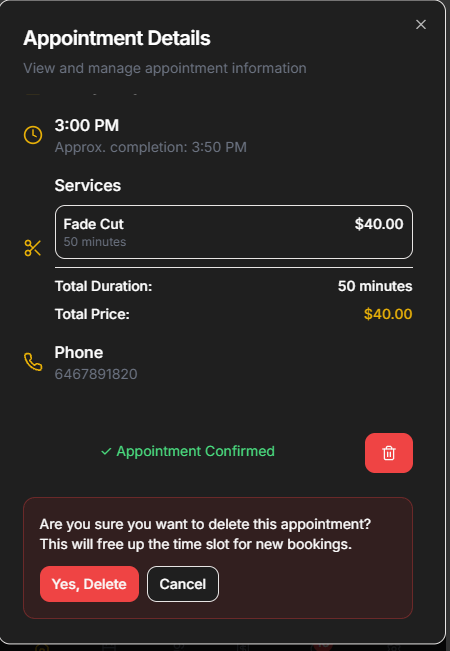 Appointment Details
View and manage appointment information
3:00 PM
Approx. completion: 3:50 PM
Services
Fade Cut $40.00
50 minutes
Total Duration: 50 minutes
Total Price: $40.00
Phone
6467891820
✓ Appointment Confirmed
Are you sure you want to delete this appointment?
This will free up the time slot for new bookings.
Yes, Delete Cancel